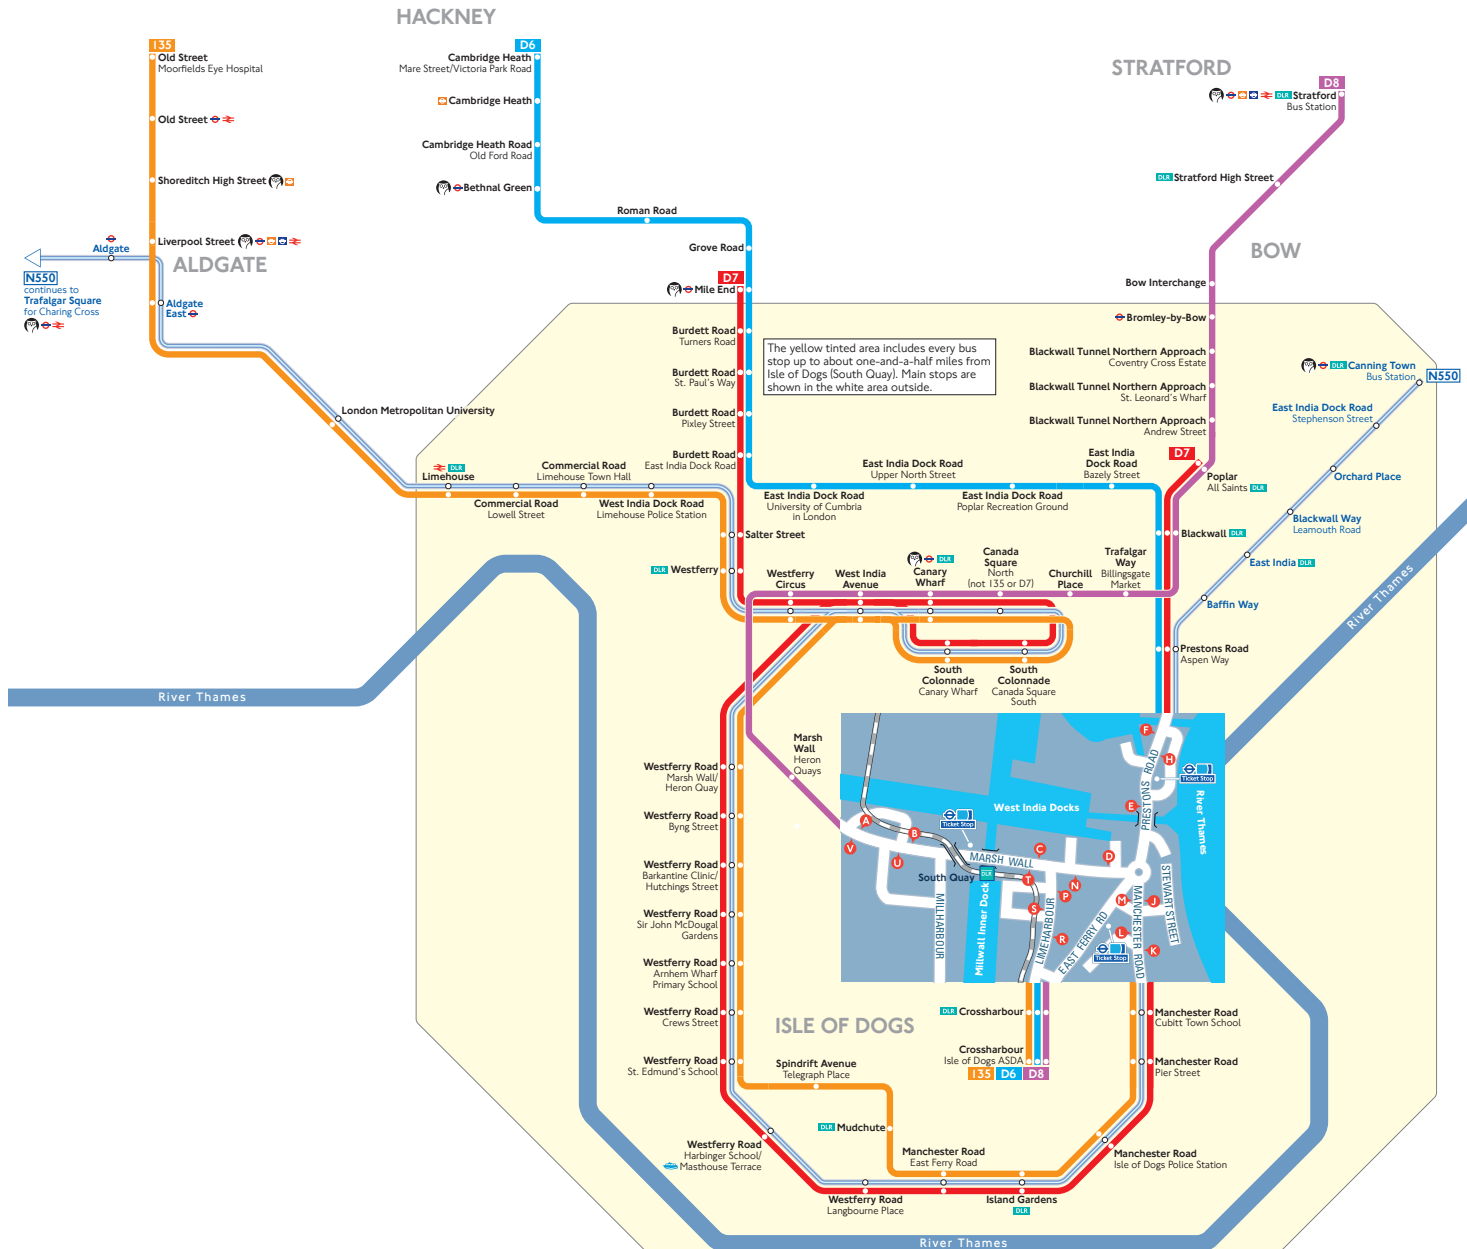 HACKNEY
135
Old Street
Moorfields Eye Hospital
Old Street
Shoreditch High Street
Liverpool Street
Aldgate
ALDGATE
N550
continues to
Trafalgar Square
for Charing Cross
Aldgate
East
London Metropolitan University
D6
Cambridge Heath
Mare Street/Victoria Park Road
Cambridge Heath
Cambridge Heath Road
Old Ford Road
Bethnal Green
Roman Road
Grove Road
D7
Mile End
Burdett Road
Turners Road
Burdett Road
St. Paul's Way
Burdett Road
Pixley Street
Burdett Road
East India Dock Road
The yellow tinted area includes every bus
stop up to about one-and-a-half miles from
Isle of Dogs (South Quay). Main stops are
shown in the white area outside.
STRATFORD
D8
DLR Stratford
Bus Station
DLR Stratford High Street
BOW
Bow Interchange
Bromley-by-Bow
Blackwall Tunnel Northern Approach
Coventry Cross Estate
Blackwall Tunnel Northern Approach
St. Leonard's Wharf
Blackwall Tunnel Northern Approach
Andrew Street
DLR Canning Town
Bus Station
N550
East India Dock Road
Stephenson Street
Orchard Place
Blackwall Way
Leamouth Road
East India DLR
Baffin Way
DLR
Limehouse
Commercial Road
Limehouse Town Hall
Commercial Road
Lowell Street
West India Dock Road
Limehouse Police Station
Salter Street
DLR Westferry
East India Dock Road
University of Cumbria
in London
East India Dock Road
Upper North Street
East India Dock Road
Poplar Recreation Ground
East India
Dock Road
Bazely Street
D7
Poplar
All Saints DLR
Blackwall DLR
Westferry
Circus
West India
Avenue
DLR
Canary
Wharf
Canada
Square
North
(not 135 or D7)
Churchill
Place
Trafalgar
Way
Billingsgate
Market
South
Colonnade
Canary Wharf
South
Colonnade
Canada Square
South
Prestons Road
Aspen Way
River Thames
River Thames
Marsh
Wall
Heron
Quays
Westferry Road
Marsh Wall/
Heron Quay
Westferry Road
Byng Street
Westferry Road
Barkantine Clinic/
Hutchings Street
Westferry Road
Sir John McDougal
Gardens
Westferry Road
Arnhem Wharf
Primary School
Westferry Road
Crews Street
Westferry Road
St. Edmund's School
F
H
Ticket Stop
PRESTONS ROAD
River Thames
E
West India Docks
Ticket Stop
A
B
V
U
C
D
MARSH WALL
South Quay
DLR
T
N
P
S
M
J
L
K
R
MILLHARBOUR
Millwall Inner Dock
LIMEHARBOUR
EAST FERRY RD
MANCHESTER ROAD
STEWART STREET
Ticket Stop
ISLE OF DOGS
DLR Crossharbour
Crossharbour
Isle of Dogs ASDA
135
D6
D8
Manchester Road
Cubitt Town School
Manchester Road
Pier Street
Spindrift Avenue
Telegraph Place
DLR Mudchute
Manchester Road
East Ferry Road
Westferry Road
Harbinger School/
Masthouse Terrace
Westferry Road
Langbourne Place
Island Gardens
DLR
Manchester Road
Isle of Dogs Police Station
River Thames